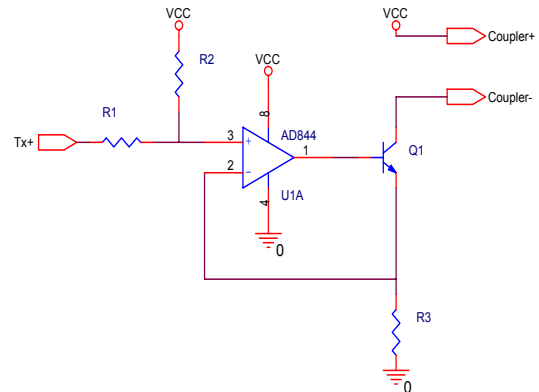 VCC
VCC
Coupler+
R2
VCC
Coupler-
R1
8
AD844
Tx+
3
+
1
Q1
2
-
U1A
4
0
R3
0